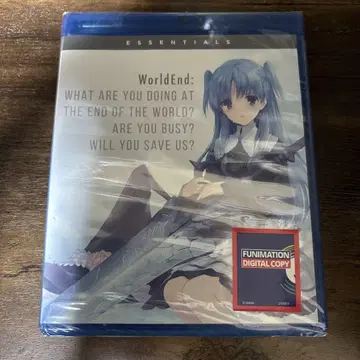 ESSENTIALS
WorldEnd:
WHAT ARE YOU DOING AT
THE END OF THE WORLD?
ARE YOU BUSY?
WILL YOU SAVE US?
FUNIMATION
DIGITAL COPY